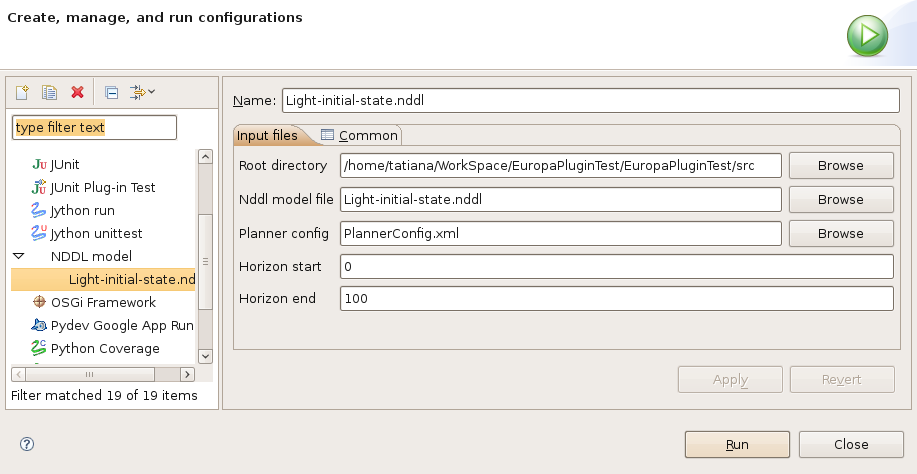 Create, manage, and run configurations
type filter text
JUnit
JUnit Plug-in Test
Jython run
Jython unittest
NDDL model
Light-initial-state.nd
OSGi Framework
Pydev Google App Run
Python Coverage
Filter matched 19 of 19 items
Name: Light-initial-state.nddl
Input files Common
Root directory /home/tatiana/WorkSpace/EuropaPluginTest/EuropaPluginTest/src Browse
Nddl model file Light-initial-state.nddl Browse
Planner config PlannerConfig.xml Browse
Horizon start 0
Horizon end 100
Apply Revert
Run Close